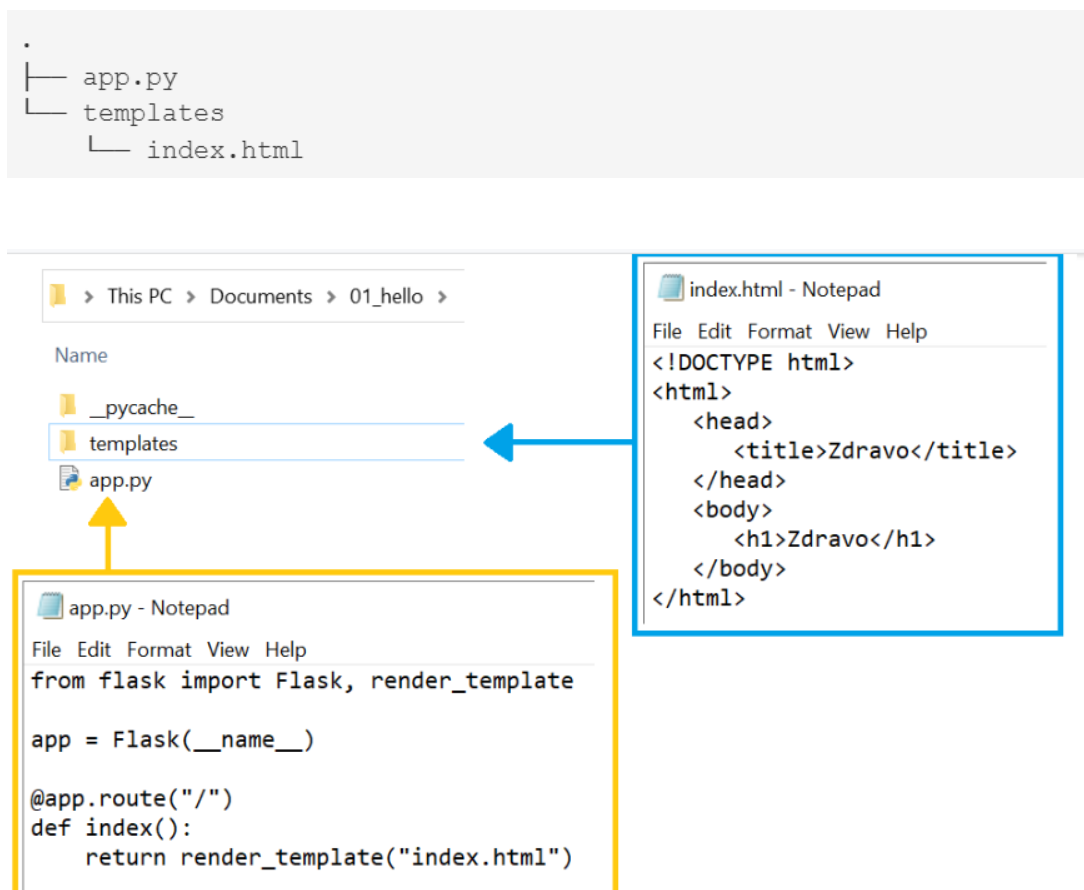 .
├── app.py
└── templates
    └── index.html
> This PC > Documents > 01_hello >
Name
__pycache__
templates
app.py
index.html - Notepad
File Edit Format View Help
<!DOCTYPE html>
<html>
   <head>
      <title>Zdravo</title>
   </head>
   <body>
      <h1>Zdravo</h1>
   </body>
</html>
app.py - Notepad
File Edit Format View Help
from flask import Flask, render_template

app = Flask(__name__)

@app.route("/")
def index():
    return render_template("index.html")